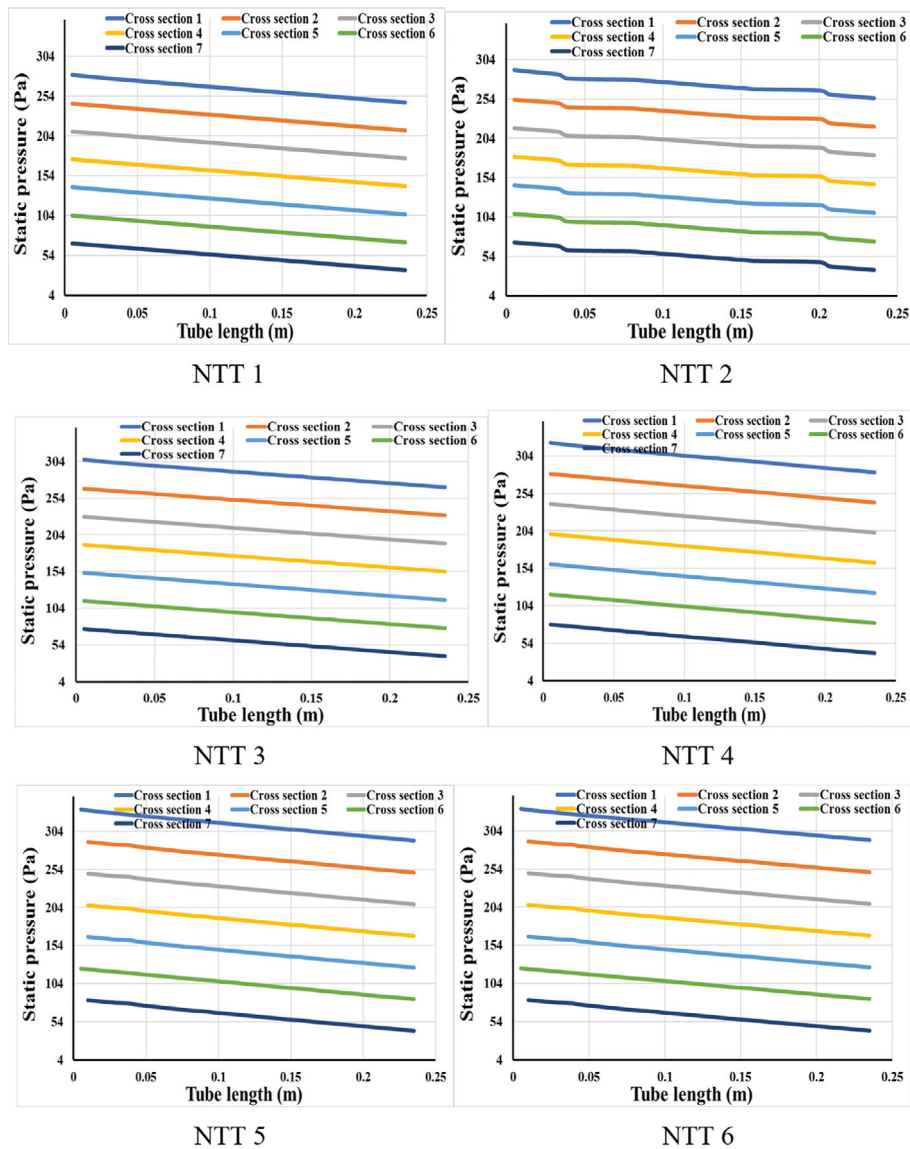 Cross section 1 Cross section 2 Cross section 3
Cross section 4 Cross section 5 Cross section 6
Cross section 7
304
254
204
154
104
54
4
Static pressure (Pa)
0 0.05 0.1 0.15 0.2 0.25
Tube length (m)
NTT 1
Cross section 1 Cross section 2 Cross section 3
Cross section 4 Cross section 5 Cross section 6
Cross section 7
304
254
204
154
104
54
4
Static pressure (Pa)
0 0.05 0.1 0.15 0.2 0.25
Tube length (m)
NTT 2
Cross section 1 Cross section 2 Cross section 3
Cross section 4 Cross section 5 Cross section 6
Cross section 7
304
254
204
154
104
54
4
Static pressure (Pa)
0 0.05 0.1 0.15 0.2 0.25
Tube length (m)
NTT 3
Cross section 1 Cross section 2 Cross section 3
Cross section 4 Cross section 5 Cross section 6
Cross section 7
304
254
204
154
104
54
4
Static pressure (Pa)
0 0.05 0.1 0.15 0.2 0.25
Tube length (m)
NTT 4
Cross section 1 Cross section 2 Cross section 3
Cross section 4 Cross section 5 Cross section 6
Cross section 7
304
254
204
154
104
54
4
Static pressure (Pa)
0 0.05 0.1 0.15 0.2 0.25
Tube length (m)
NTT 5
Cross section 1 Cross section 2 Cross section 3
Cross section 4 Cross section 5 Cross section 6
Cross section 7
304
254
204
154
104
54
4
Static pressure (Pa)
0 0.05 0.1 0.15 0.2 0.25
Tube length (m)
NTT 6